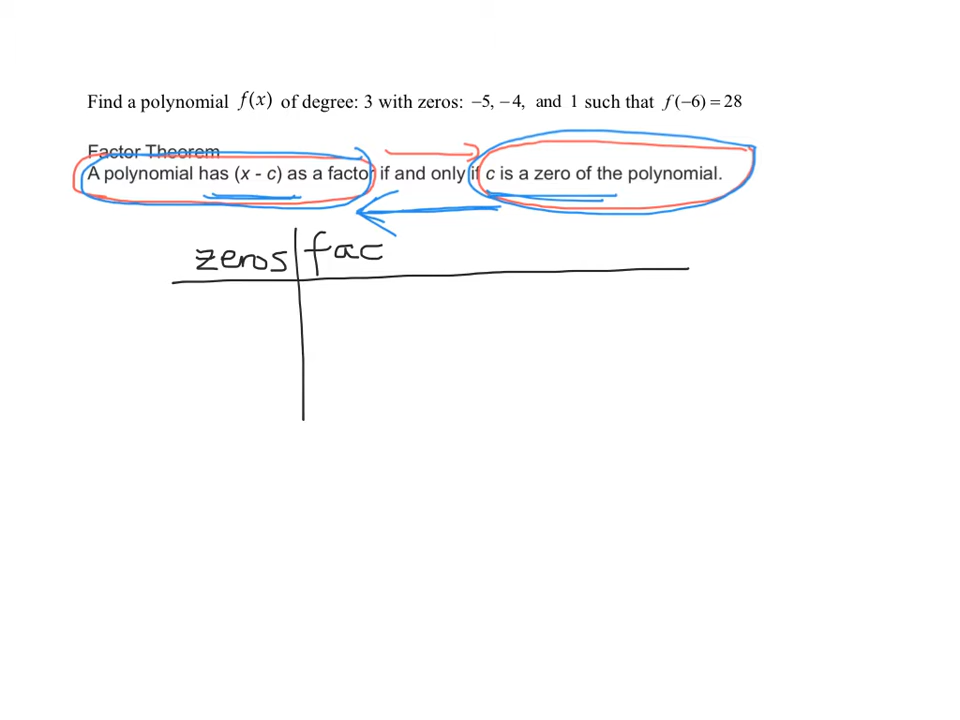 Find a polynomial f(x) of degree: 3 with zeros: −5, −4, and 1 such that f(−6) = 28
Factor Theorem
A polynomial has (x - c) as a factor if and only if c is a zero of the polynomial.
zeros fac